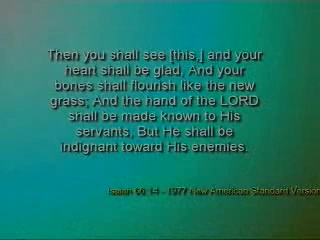 Then you shall see [this,] and your
heart shall be glad, And your
bones shall flourish like the new
grass; And the hand of the LORD
shall be made known to His
servants, But He shall be
indignant toward His enemies.
Isaiah 66:14 - 1977 New American Standard Version